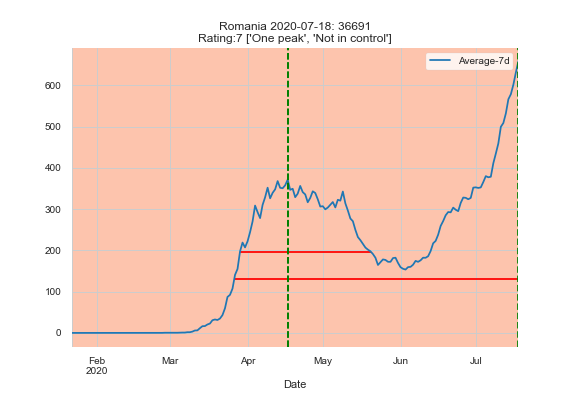 Romania 2020-07-18: 36691
Rating:7 ['One peak', 'Not in control']
Average-7d
600
500
400
300
200
100
0
Feb
2020
Mar
Apr
May
Jun
Jul
Date